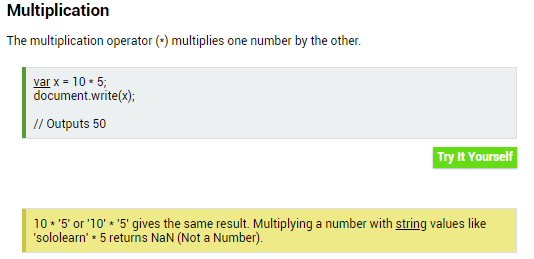 Multiplication
The multiplication operator (*) multiplies one number by the other.
var x = 10 * 5;
document.write(x);
// Outputs 50
Try It Yourself
10 * '5' or '10' * '5' gives the same result. Multiplying a number with string values like
'sololearn' * 5 returns NaN (Not a Number).